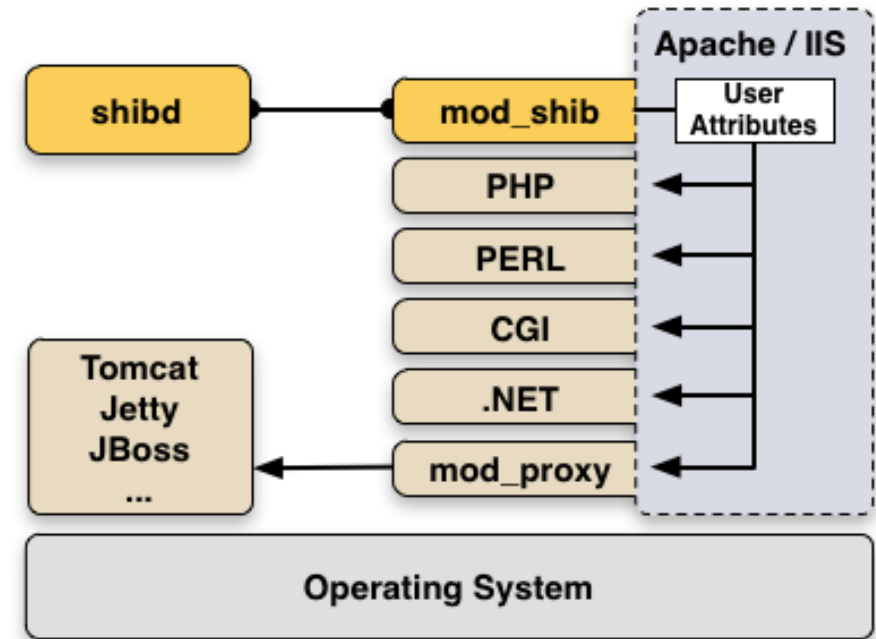 Apache / IIS
shibd
mod_shib
User
Attributes
PHP
PERL
CGI
.NET
mod_proxy
Tomcat
Jetty
JBoss
...
Operating System